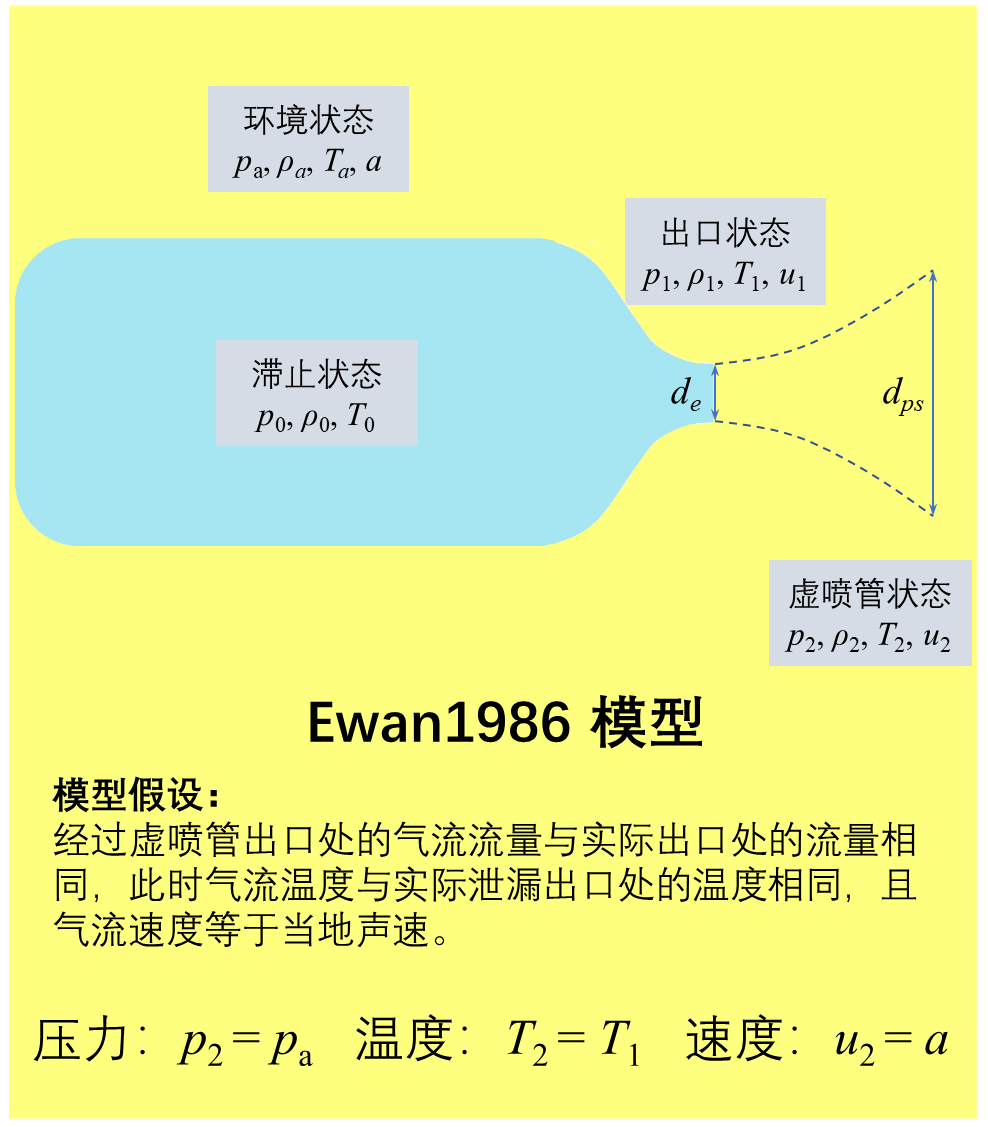 环境状态
pa, ρa, Ta, a
出口状态
p1, ρ1, T1, u1
滞止状态
p0, ρ0, T0
de
dps
虚喷管状态
p2, ρ2, T2, u2
Ewan1986 模型
模型假设：
经过虚喷管出口处的气流流量与实际出口处的流量相
同，此时气流温度与实际泄漏出口处的温度相同，且
气流速度等于当地声速。
压力：p2 = pa 温度：T2 = T1 速度：u2 = a